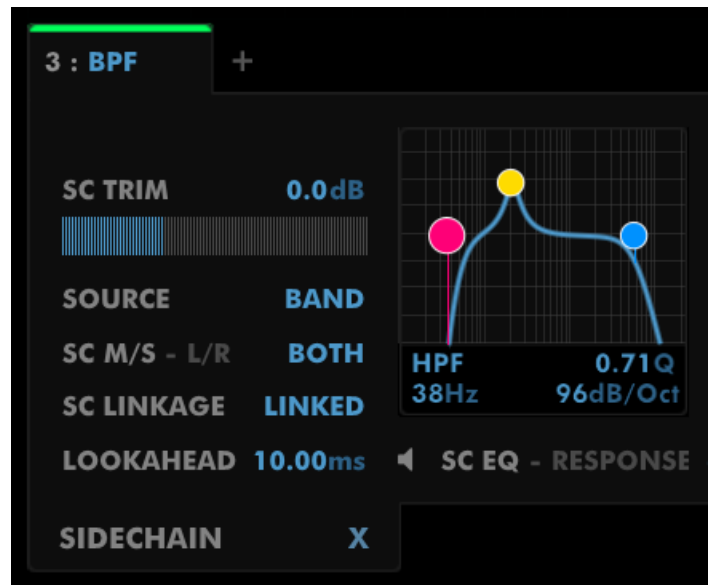 3 : BPF +
SC TRIM 0.0dB
SOURCE BAND
SC M/S - L/R BOTH
SC LINKAGE LINKED
LOOKAHEAD 10.00ms
SIDECHAIN X
HPF 0.71Q
38Hz 96dB/Oct
SC EQ - RESPONSE